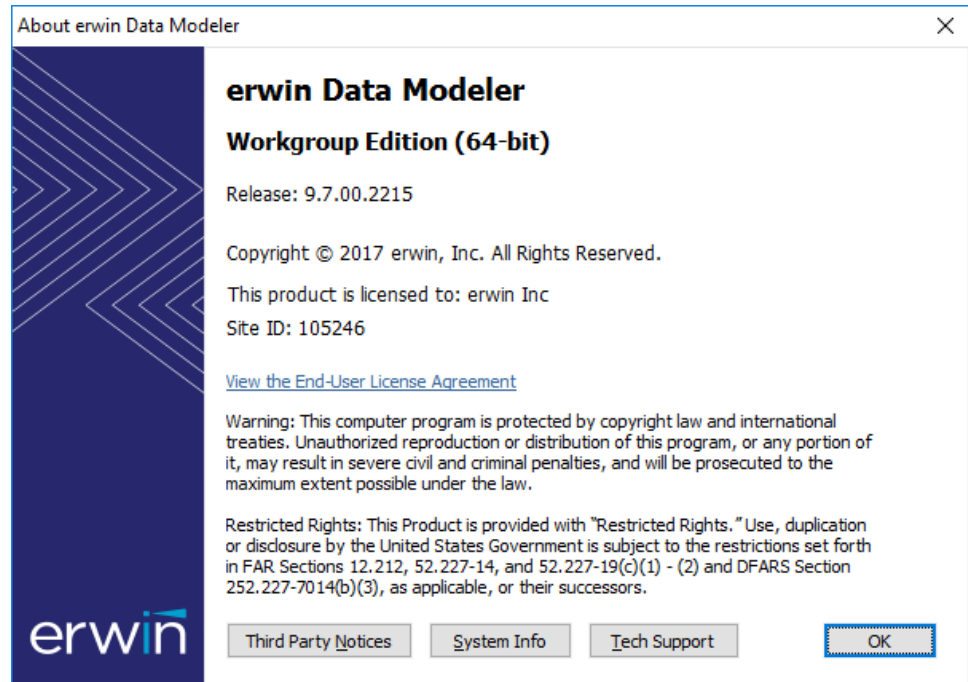 About erwin Data Modeler
erwin Data Modeler
Workgroup Edition (64-bit)
Release: 9.7.00.2215
Copyright © 2017 erwin, Inc. All Rights Reserved.
This product is licensed to: erwin Inc
Site ID: 105246
View the End-User License Agreement
Warning: This computer program is protected by copyright law and international
treaties. Unauthorized reproduction or distribution of this program, or any portion of
it, may result in severe civil and criminal penalties, and will be prosecuted to the
maximum extent possible under the law.
Restricted Rights: This Product is provided with “Restricted Rights.” Use, duplication
or disclosure by the United States Government is subject to the restrictions set forth
in FAR Sections 12.212, 52.227-14, and 52.227-19(c)(1) - (2) and DFARS Section
252.227-7014(b)(3), as applicable, or their successors.
erwin
Third Party Notices
System Info
Tech Support
OK